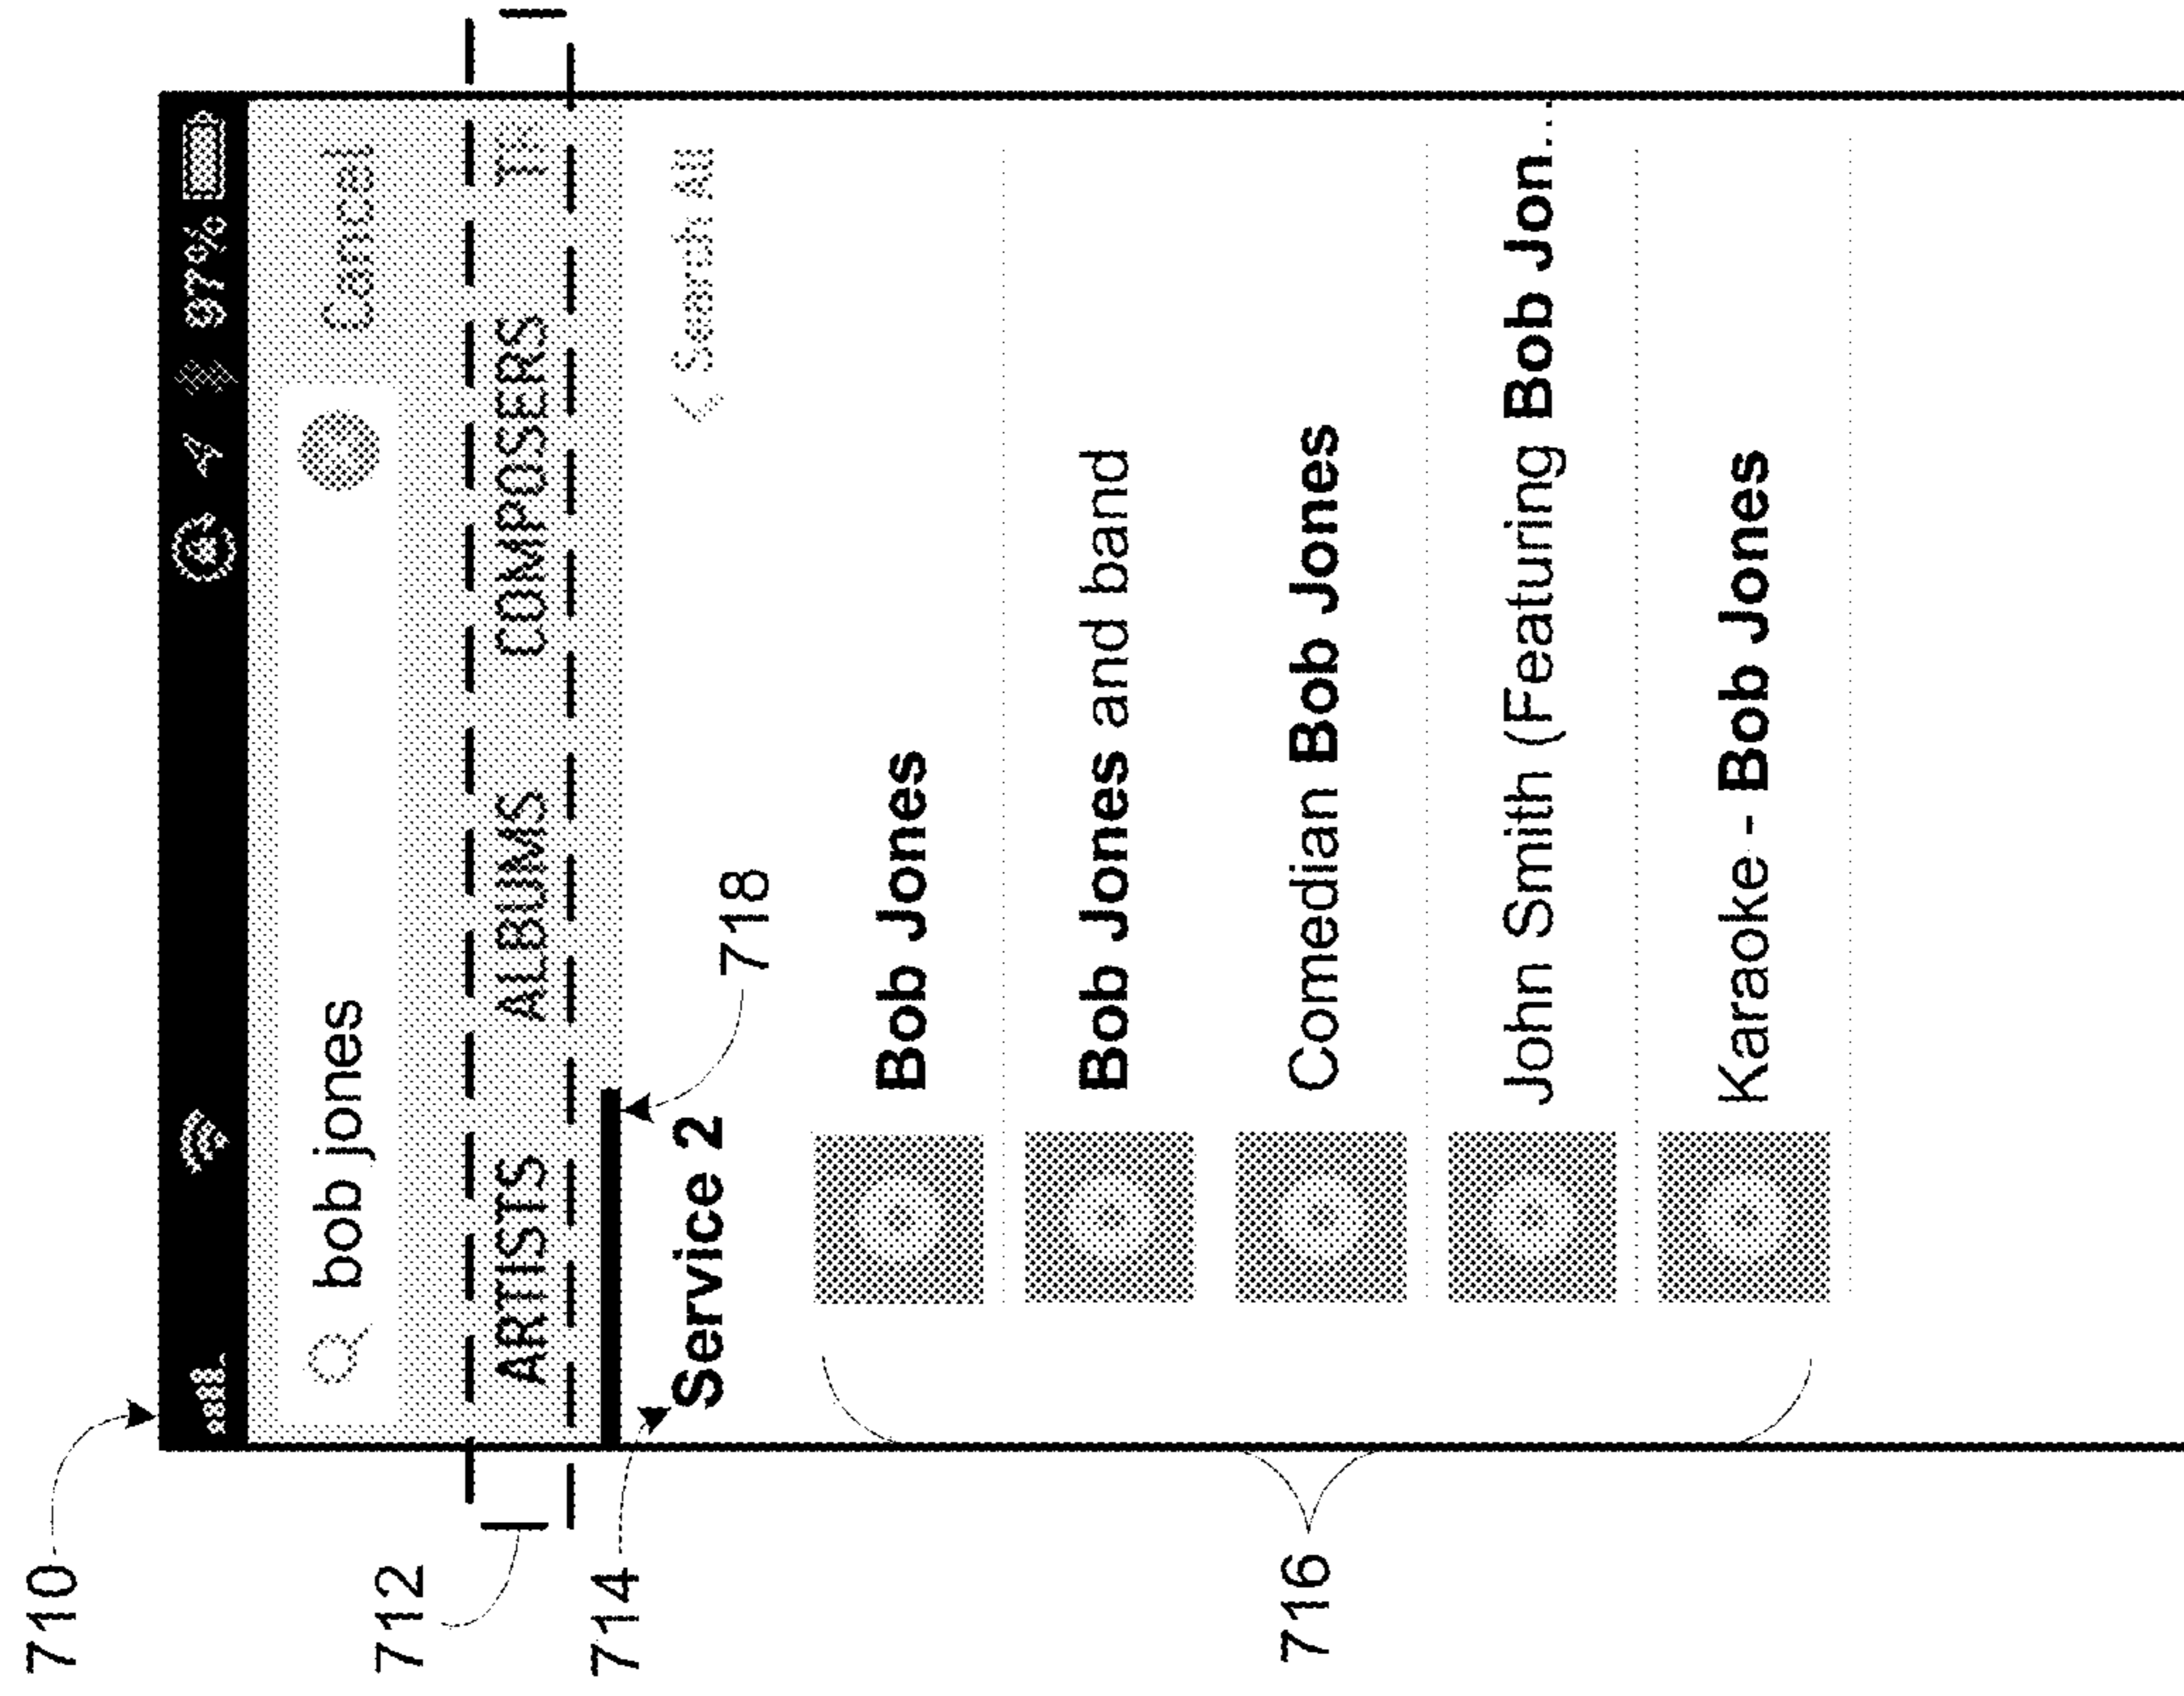 710
97%
bob jones Cancel
712
ARTISTS ALBUMS COMPOSERS
714
Service 2 < Search All
718
Bob Jones
Bob Jones and band
716
Comedian Bob Jones
John Smith (Featuring Bob Jon...
Karaoke - Bob Jones